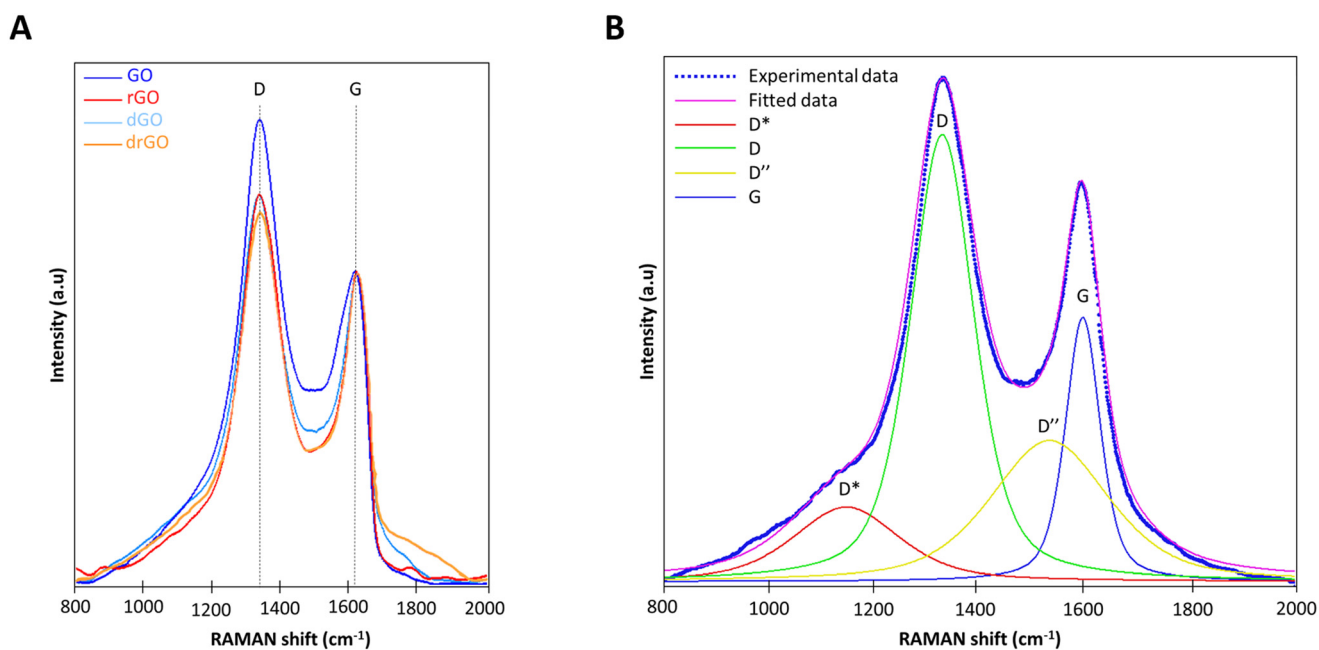 A
GO
rGO
dGO
drGO
D
G
Intensity (a.u)
800 1000 1200 1400 1600 1800 2000
RAMAN shift (cm-1)
B
Experimental data
Fitted data
D*
D
D’’
G
D
G
D’’
D*
Intensity (a.u)
800 1000 1200 1400 1600 1800 2000
RAMAN shift (cm-1)